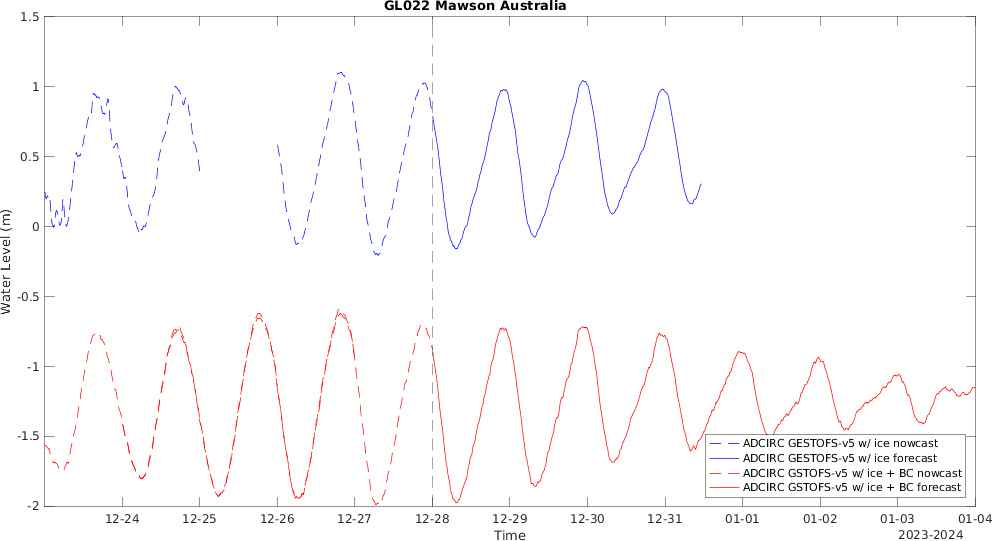 GL022 Mawson Australia
1.5
1
0.5
0
-0.5
-1
-1.5
-2
Water Level (m)
ADCIRC GESTOFS-v5 w/ ice nowcast
ADCIRC GESTOFS-v5 w/ ice forecast
ADCIRC GSTOFS-v5 w/ ice + BC nowcast
ADCIRC GSTOFS-v5 w/ ice + BC forecast
12-24 12-25 12-26 12-27 12-28 12-29 12-30 12-31 01-01 01-02 01-03 01-04
Time
2023-2024